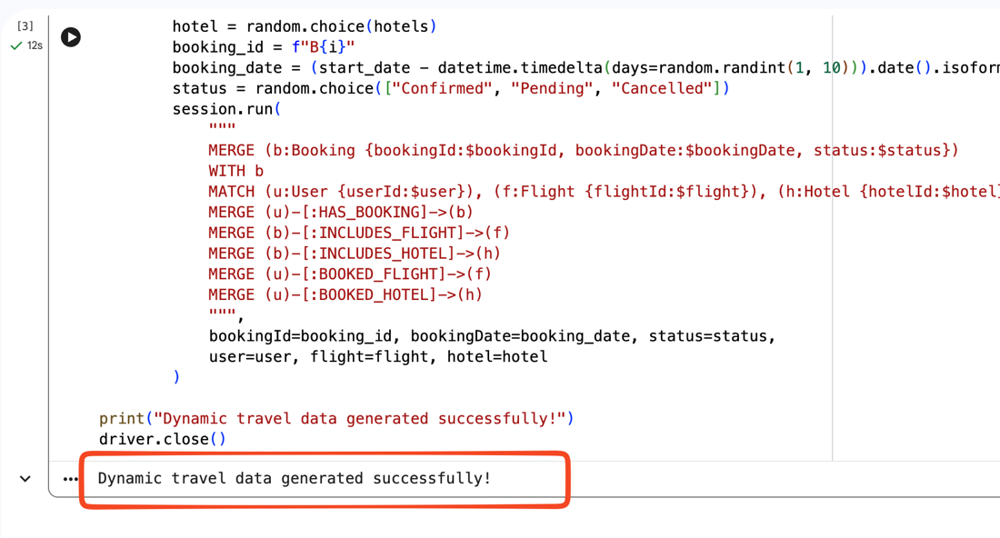 [3]
12s
hotel = random.choice(hotels)
booking_id = f"B{i}"
booking_date = (start_date - datetime.timedelta(days=random.randint(1, 10))).date().isoform
status = random.choice(["Confirmed", "Pending", "Cancelled"])
session.run(
"""
MERGE (b:Booking {bookingId:$bookingId, bookingDate:$bookingDate, status:$status})
WITH b
MATCH (u:User {userId:$user}), (f:Flight {flightId:$flight}), (h:Hotel {hotelId:$hotel}
MERGE (u)-[:HAS_BOOKING]->(b)
MERGE (b)-[:INCLUDES_FLIGHT]->(f)
MERGE (b)-[:INCLUDES_HOTEL]->(h)
MERGE (u)-[:BOOKED_FLIGHT]->(f)
MERGE (u)-[:BOOKED_HOTEL]->(h)
""",
bookingId=booking_id, bookingDate=booking_date, status=status,
user=user, flight=flight, hotel=hotel
)
print("Dynamic travel data generated successfully!")
driver.close()
Dynamic travel data generated successfully!